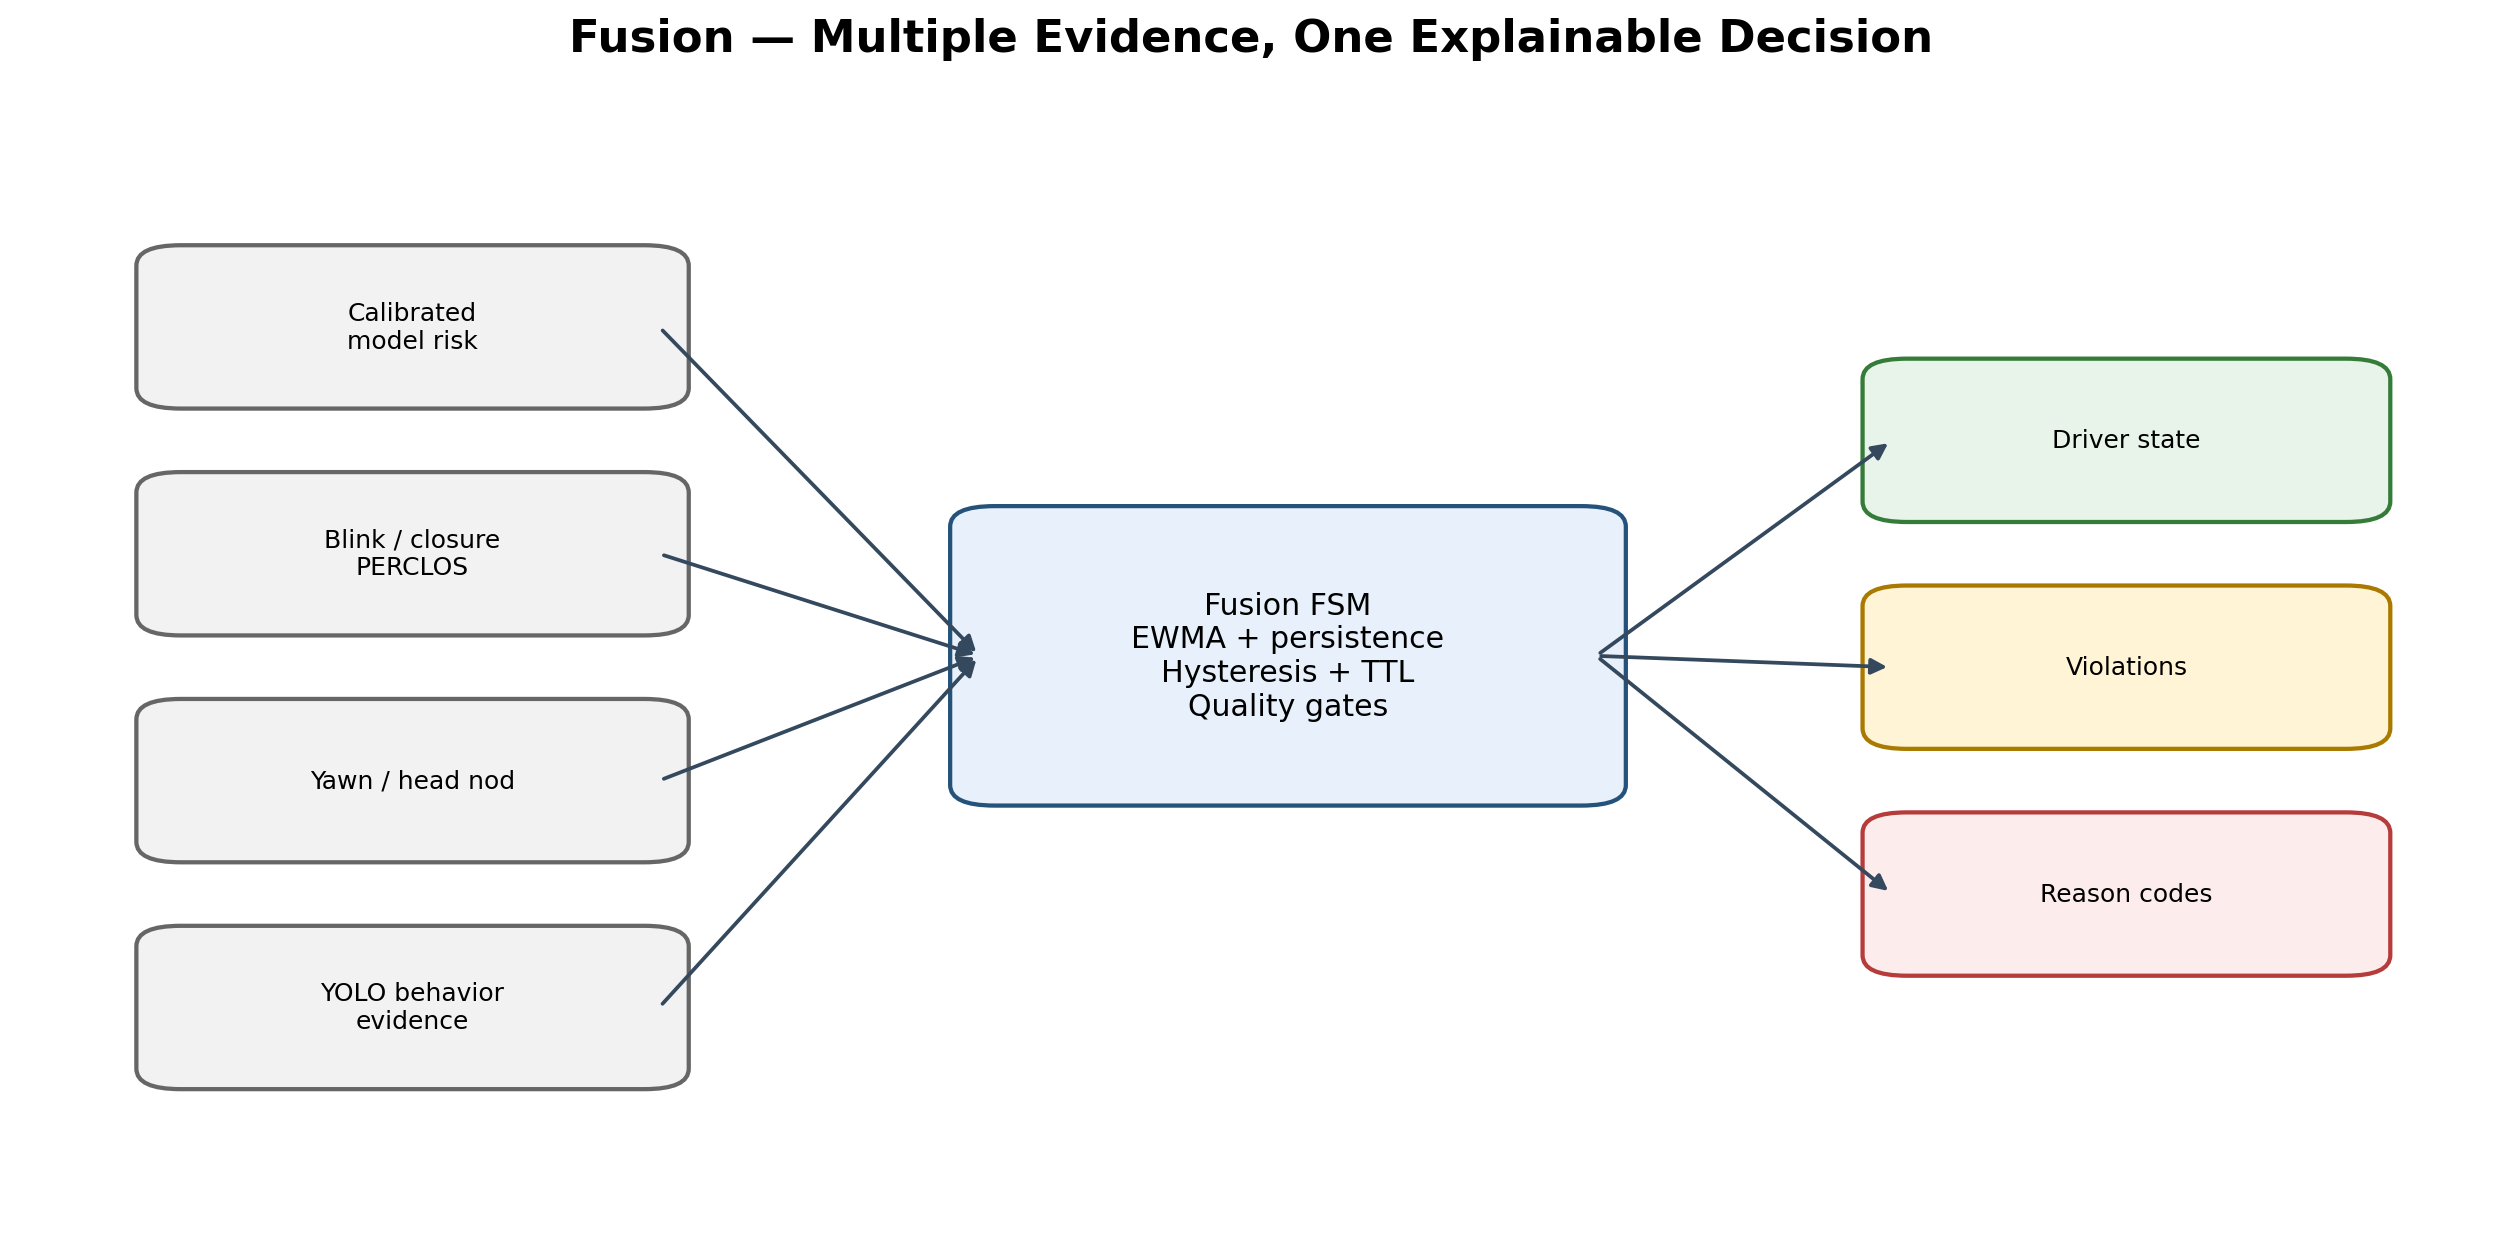 Fusion — Multiple Evidence, One Explainable Decision
Calibrated
model risk
Blink / closure
PERCLOS
Yawn / head nod
YOLO behavior
evidence
Fusion FSM
EWMA + persistence
Hysteresis + TTL
Quality gates
Driver state
Violations
Reason codes